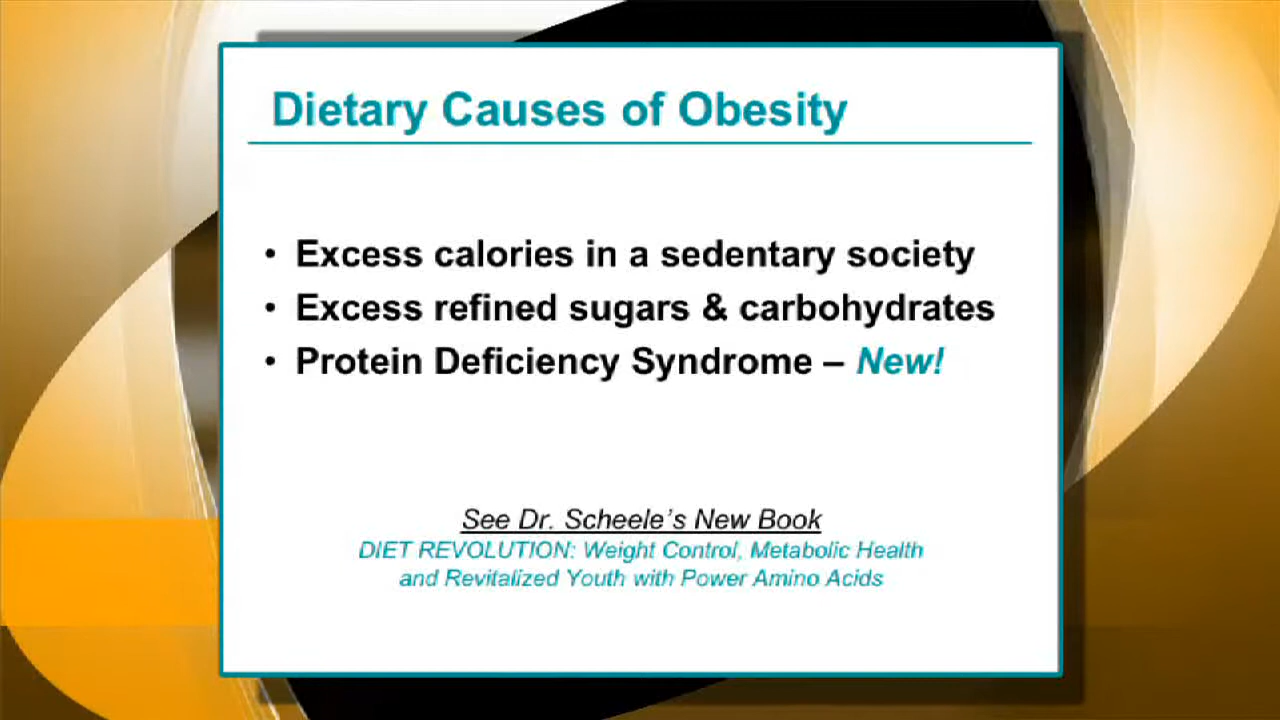 Dietary Causes of Obesity
• Excess calories in a sedentary society
• Excess refined sugars & carbohydrates
• Protein Deficiency Syndrome – New!
See Dr. Scheele's New Book
DIET REVOLUTION: Weight Control, Metabolic Health
and Revitalized Youth with Power Amino Acids